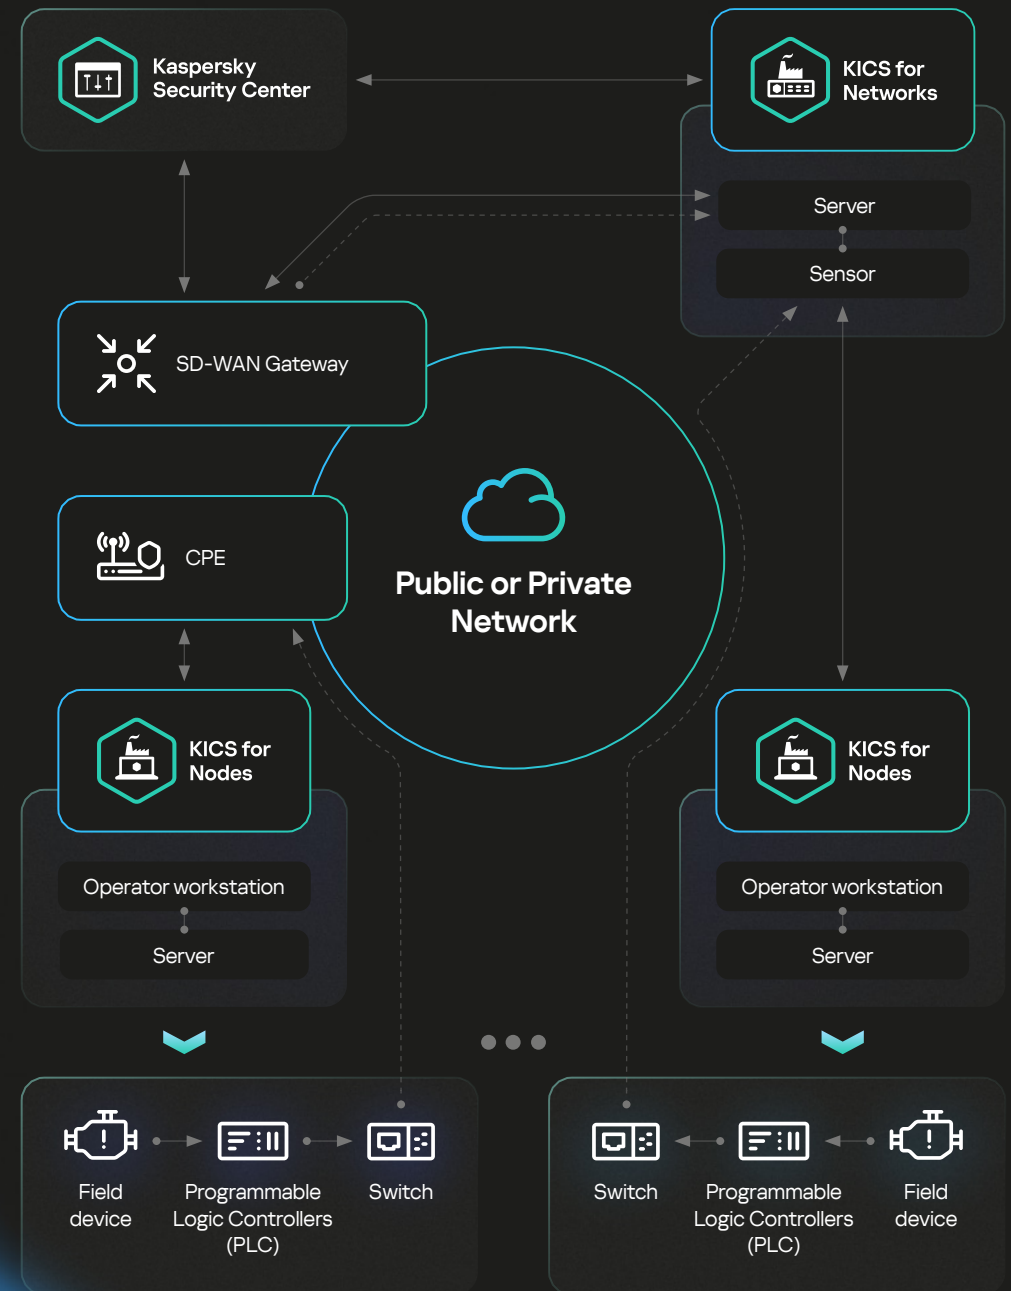 Kaspersky
Security Center
KICS for
Networks
Server
Sensor
SD-WAN Gateway
CPE
Public or Private
Network
KICS for
Nodes
Operator workstation
Server
KICS for
Nodes
Operator workstation
Server
Field
device
Programmable
Logic Controllers
(PLC)
Switch
Switch
Programmable
Logic Controllers
(PLC)
Field
device